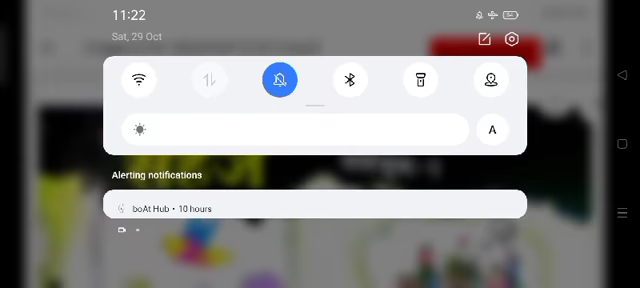 11:22
Sat, 29 Oct
A
Alerting notifications
boAt Hub • 10 hours